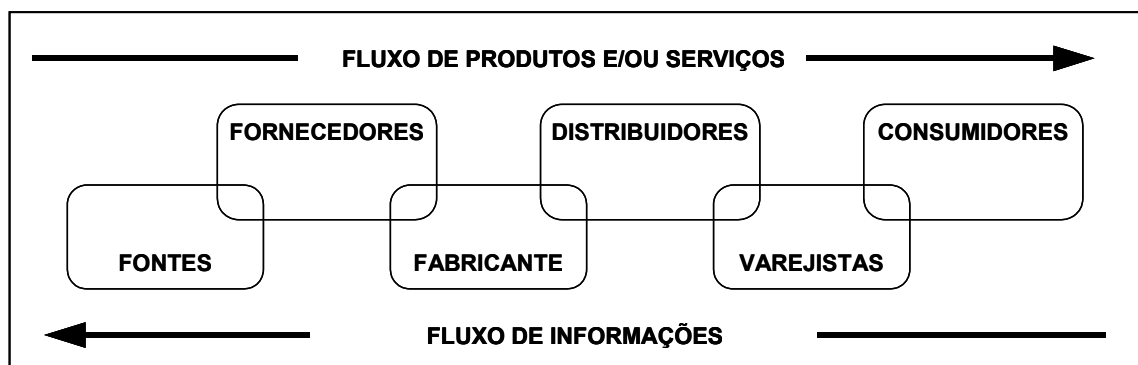 FLUXO DE PRODUTOS E/OU SERVIÇOS
FORNECEDORES
DISTRIBUIDORES
CONSUMIDORES
FONTES
FABRICANTE
VAREJISTAS
FLUXO DE INFORMAÇÕES